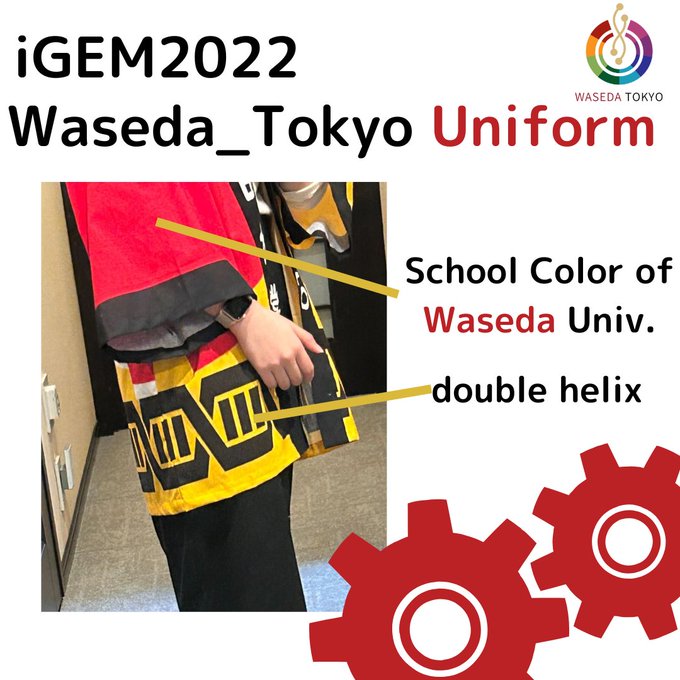 iGEM2022
WASEDA TOKYO
Waseda_Tokyo Uniform
School Color of
Waseda Univ.
double helix